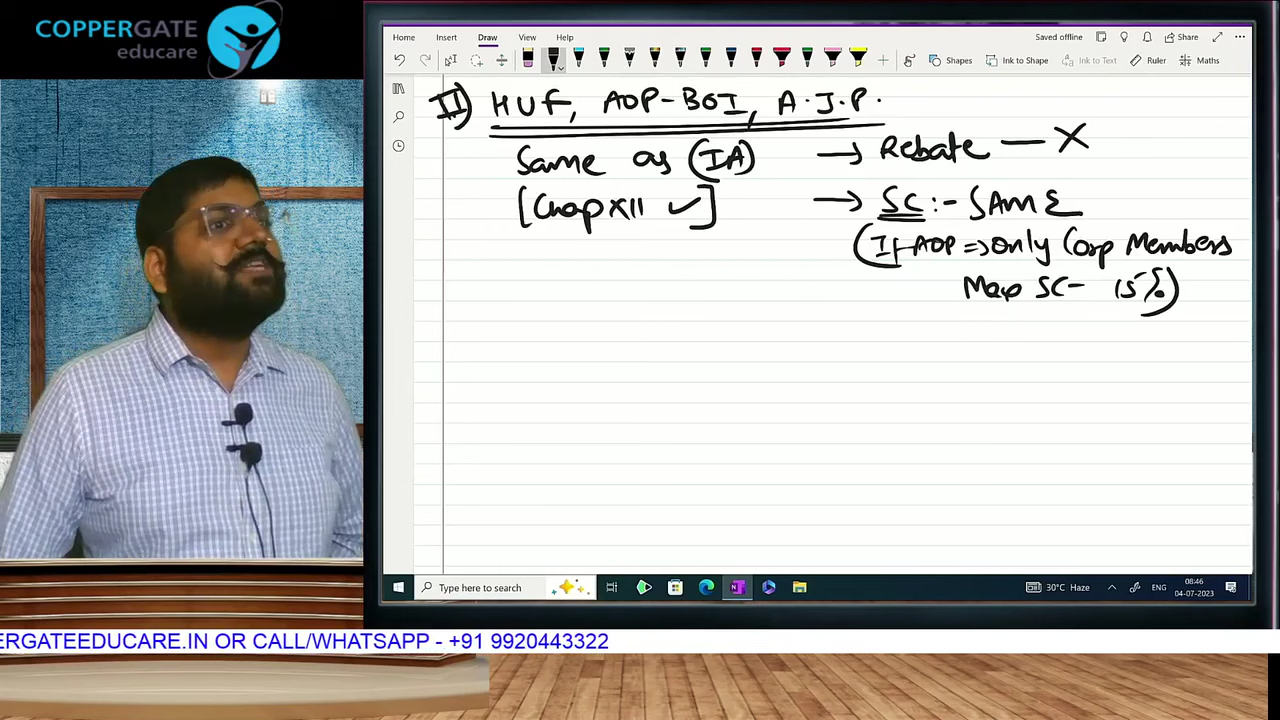 COPPERGATE
educare
Home Insert Draw View Help
Saved offline Share
Shapes Ink to Shape Ink to Text Ruler Maths
II) HUF, AOP-BOI, A.J.P.
Same as (IA) → Rebate — X
[Chap XII ✓] → SC :- SAME
(If AOP => only Corp Members
Max SC - 15%)
Type here to search
30°C Haze ENG 08:46
04-07-2023
ERGATEEDUCARE.IN OR CALL/WHATSAPP - +91 9920443322